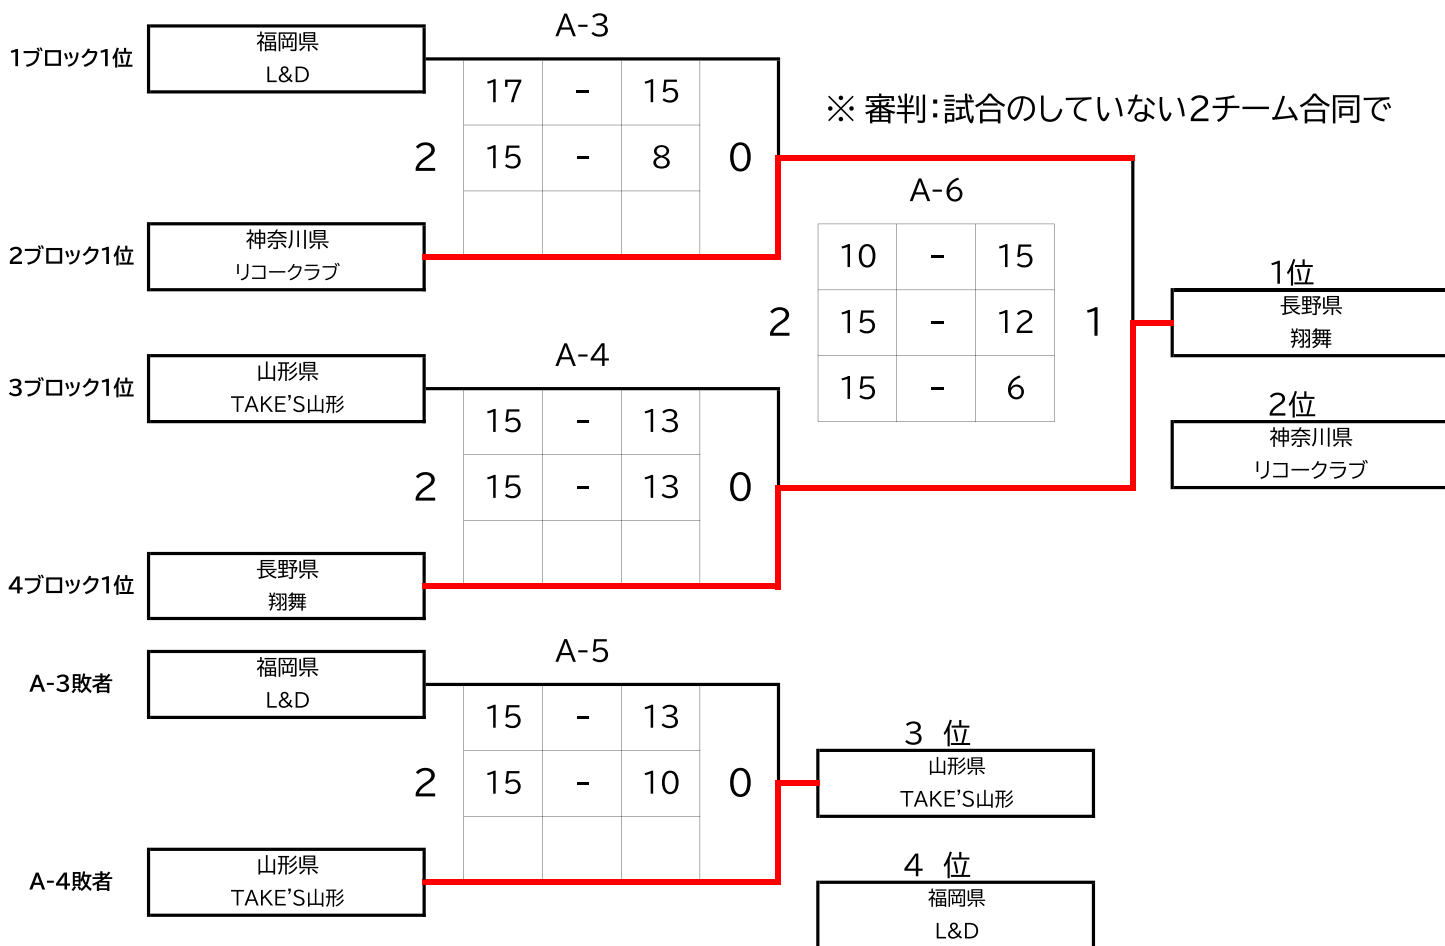 A-3
1ブロック1位
福岡県
L&D
17 - 15
※ 審判：試合のしていない2チーム合同で
2 15 - 8 0
A-6
2ブロック1位
神奈川県
リコークラブ
10 - 15
1位
長野県
翔舞
2 15 - 12 1
A-4
3ブロック1位
山形県
TAKE'S山形
15 - 13
15 - 6
2位
神奈川県
リコークラブ
2 15 - 13 0
4ブロック1位
長野県
翔舞
A-5
A-3敗者
福岡県
L&D
15 - 13
3 位
山形県
TAKE'S山形
2 15 - 10 0
A-4敗者
山形県
TAKE'S山形
4 位
福岡県
L&D